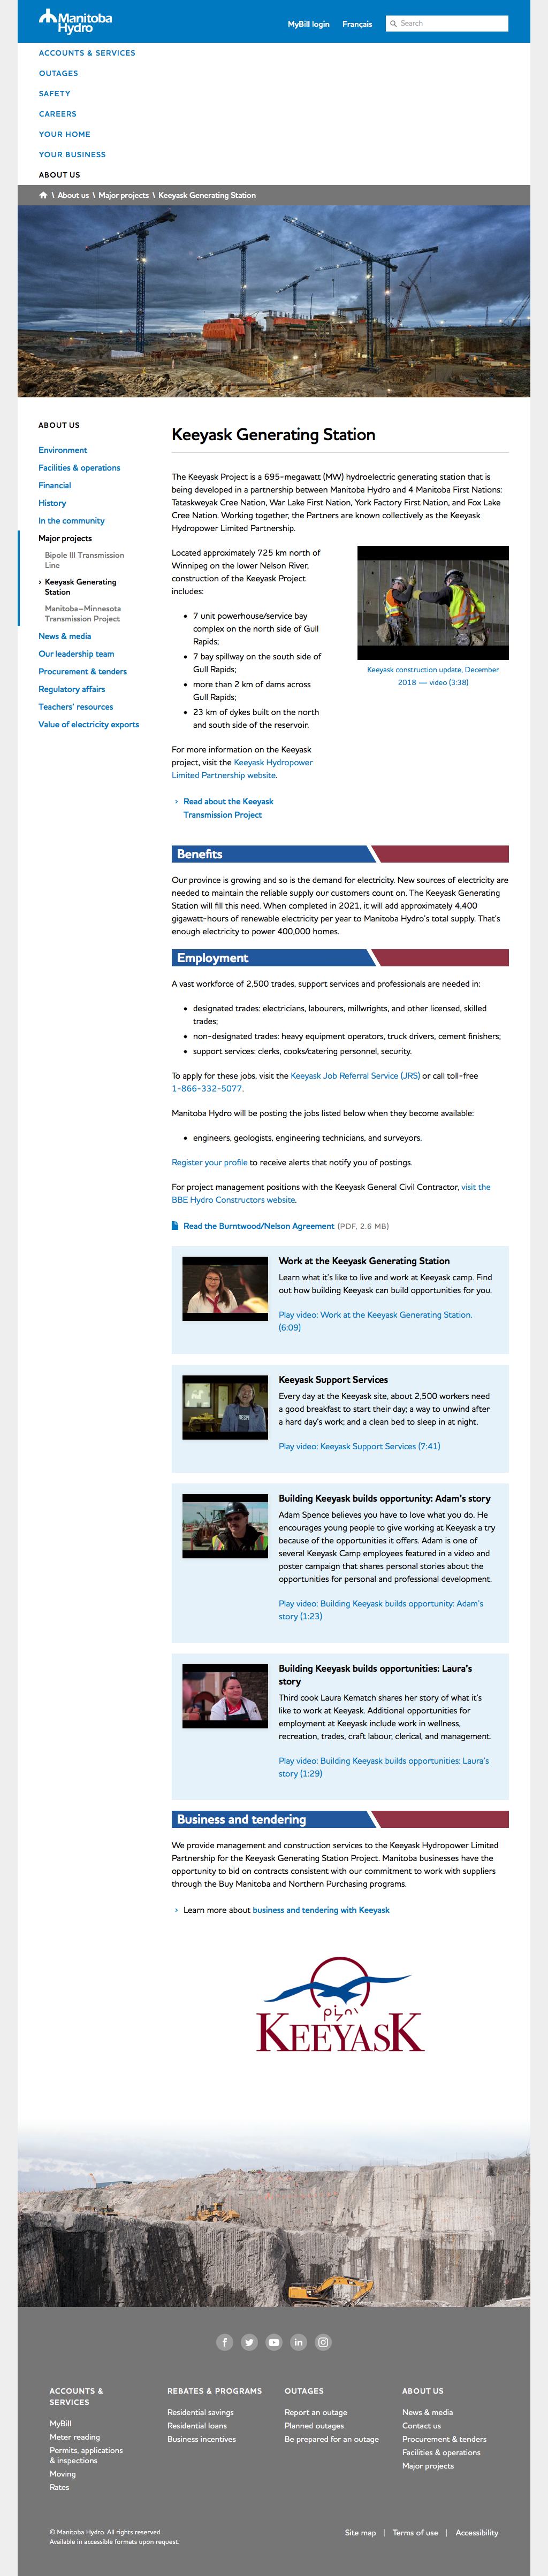 Manitoba
Hydro
MyBill login
Français
Search
ACCOUNTS & SERVICES
OUTAGES
SAFETY
CAREERS
YOUR HOME
YOUR BUSINESS
ABOUT US
\ About us \ Major projects \ Keeyask Generating Station
ABOUT US
Environment
Facilities & operations
Financial
History
In the community
Major projects
Bipole III Transmission
Line
› Keeyask Generating
Station
Manitoba–Minnesota
Transmission Project
News & media
Our leadership team
Procurement & tenders
Regulatory affairs
Teachers' resources
Value of electricity exports
Keeyask Generating Station
The Keeyask Project is a 695-megawatt (MW) hydroelectric generating station that is
being developed in a partnership between Manitoba Hydro and 4 Manitoba First Nations:
Tataskweyak Cree Nation, War Lake First Nation, York Factory First Nation, and Fox Lake
Cree Nation. Working together, the Partners are known collectively as the Keeyask
Hydropower Limited Partnership.
Located approximately 725 km north of
Winnipeg on the lower Nelson River,
construction of the Keeyask Project
includes:
• 7 unit powerhouse/service bay
complex on the north side of Gull
Rapids;
• 7 bay spillway on the south side of
Gull Rapids;
• more than 2 km of dams across
Gull Rapids;
• 23 km of dykes built on the north
and south side of the reservoir.
Keeyask construction update, December
2018 — video (3:38)
For more information on the Keeyask
project, visit the Keeyask Hydropower
Limited Partnership website.
› Read about the Keeyask
Transmission Project
Benefits
Our province is growing and so is the demand for electricity. New sources of electricity are
needed to maintain the reliable supply our customers count on. The Keeyask Generating
Station will fill this need. When completed in 2021, it will add approximately 4,400
gigawatt-hours of renewable electricity per year to Manitoba Hydro's total supply. That's
enough electricity to power 400,000 homes.
Employment
A vast workforce of 2,500 trades, support services and professionals are needed in:
• designated trades: electricians, labourers, millwrights, and other licensed, skilled
trades;
• non-designated trades: heavy equipment operators, truck drivers, cement finishers;
• support services: clerks, cooks/catering personnel, security.
To apply for these jobs, visit the Keeyask Job Referral Service (JRS) or call toll-free
1-866-332-5077.
Manitoba Hydro will be posting the jobs listed below when they become available:
• engineers, geologists, engineering technicians, and surveyors.
Register your profile to receive alerts that notify you of postings.
For project management positions with the Keeyask General Civil Contractor, visit the
BBE Hydro Constructors website.
Read the Burntwood/Nelson Agreement (PDF, 2.6 MB)
Work at the Keeyask Generating Station
Learn what it's like to live and work at Keeyask camp. Find
out how building Keeyask can build opportunities for you.
Play video: Work at the Keeyask Generating Station.
(6:09)
Keeyask Support Services
Every day at the Keeyask site, about 2,500 workers need
a good breakfast to start their day; a way to unwind after
a hard day's work; and a clean bed to sleep in at night.
Play video: Keeyask Support Services (7:41)
Building Keeyask builds opportunity: Adam's story
Adam Spence believes you have to love what you do. He
encourages young people to give working at Keeyask a try
because of the opportunities it offers. Adam is one of
several Keeyask Camp employees featured in a video and
poster campaign that shares personal stories about the
opportunities for personal and professional development.
Play video: Building Keeyask builds opportunity: Adam's
story (1:23)
Building Keeyask builds opportunities: Laura's
story
Third cook Laura Kematch shares her story of what it's
like to work at Keeyask. Additional opportunities for
employment at Keeyask include work in wellness,
recreation, trades, craft labour, clerical, and management.
Play video: Building Keeyask builds opportunities: Laura's
story (1:29)
Business and tendering
We provide management and construction services to the Keeyask Hydropower Limited
Partnership for the Keeyask Generating Station Project. Manitoba businesses have the
opportunity to bid on contracts consistent with our commitment to work with suppliers
through the Buy Manitoba and Northern Purchasing programs.
› Learn more about business and tendering with Keeyask
KEEYASK
ACCOUNTS &
SERVICES
MyBill
Meter reading
Permits, applications
& inspections
Moving
Rates
REBATES & PROGRAMS
Residential savings
Residential loans
Business incentives
OUTAGES
Report an outage
Planned outages
Be prepared for an outage
ABOUT US
News & media
Contact us
Procurement & tenders
Facilities & operations
Major projects
© Manitoba Hydro. All rights reserved.
Available in accessible formats upon request.
Site map | Terms of use | Accessibility